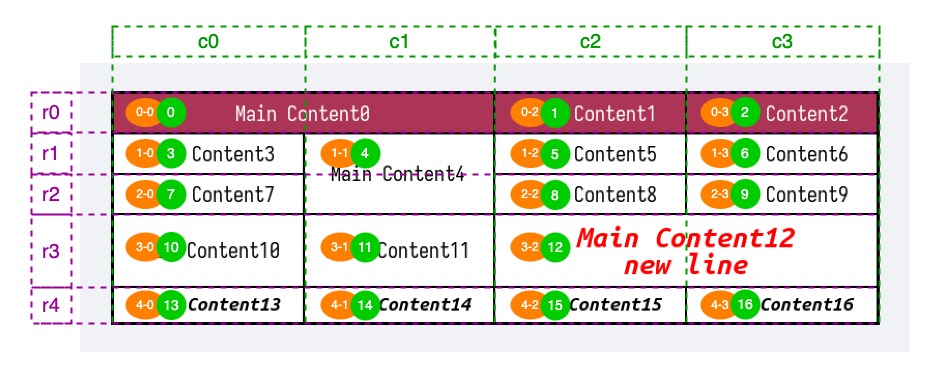 c0 c1 c2 c3
r0 0-0 0 Main Content0 0-2 1 Content1 0-3 2 Content2
r1 1-0 3 Content3 1-1 4 Main Content4 1-2 5 Content5 1-3 6 Content6
r2 2-0 7 Content7 2-2 8 Content8 2-3 9 Content9
r3 3-0 10 Content10 3-1 11 Content11 3-2 12 Main Content12
new line
r4 4-0 13 Content13 4-1 14 Content14 4-2 15 Content15 4-3 16 Content16